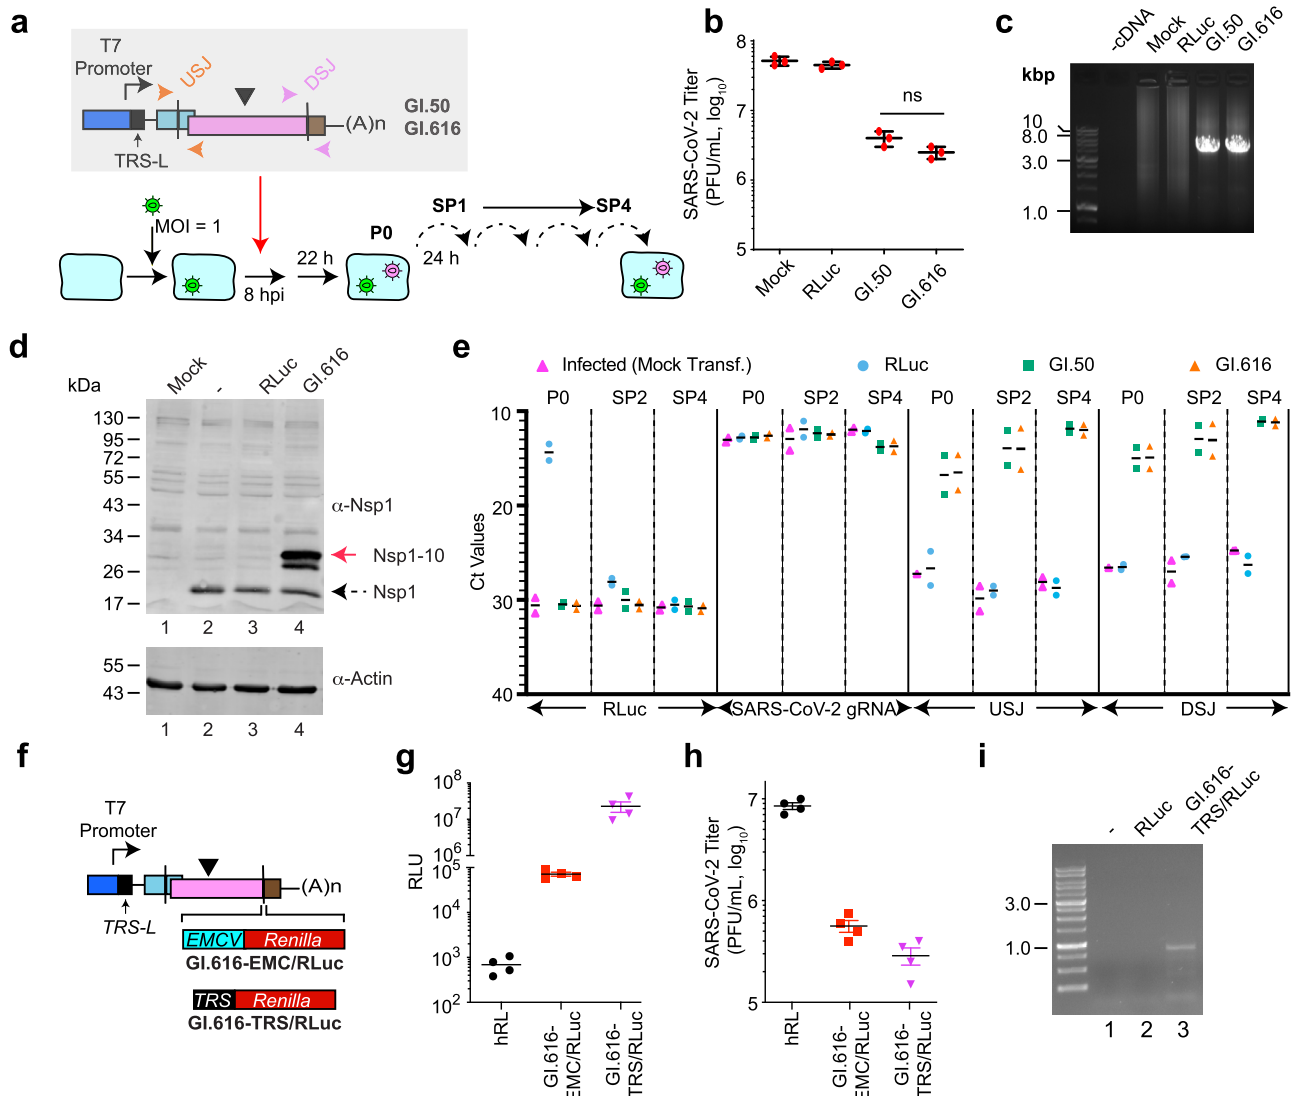 a
T7
Promoter
USJ
DSJ
GI.50
GI.616
(A)n
TRS-L
MOI = 1
8 hpi
22 h
P0
24 h
SP1
SP4
b
SARS-CoV-2 Titer
(PFU/mL, log10)
8
7
6
5
ns
Mock
RLuc
GI.50
GI.616
c
-cDNA
Mock
RLuc
GI.50
GI.616
kbp
10
8.0
3.0
1.0
d
kDa
Mock
-
RLuc
GI.616
130
95
72
55
43
34
26
17
α-Nsp1
Nsp1-10
Nsp1
1 2 3 4
55
43
α-Actin
1 2 3 4
e
Infected (Mock Transf.) RLuc GI.50 GI.616
P0 SP2 SP4 P0 SP2 SP4 P0 SP2 SP4 P0 SP2 SP4
Ct Values
10
20
30
40
RLuc SARS-CoV-2 gRNA USJ DSJ
f
T7
Promoter
(A)n
TRS-L
EMCV Renilla
GI.616-EMC/RLuc
TRS Renilla
GI.616-TRS/RLuc
g
RLU
10^8
10^7
10^6
10^5
10^4
10^3
10^2
hRL
GI.616-
EMC/RLuc
GI.616-
TRS/RLuc
h
SARS-CoV-2 Titer
(PFU/mL, log10)
7
6
5
hRL
GI.616-
EMC/RLuc
GI.616-
TRS/RLuc
i
-
RLuc
GI.616-
TRS/RLuc
3.0
1.0
1 2 3